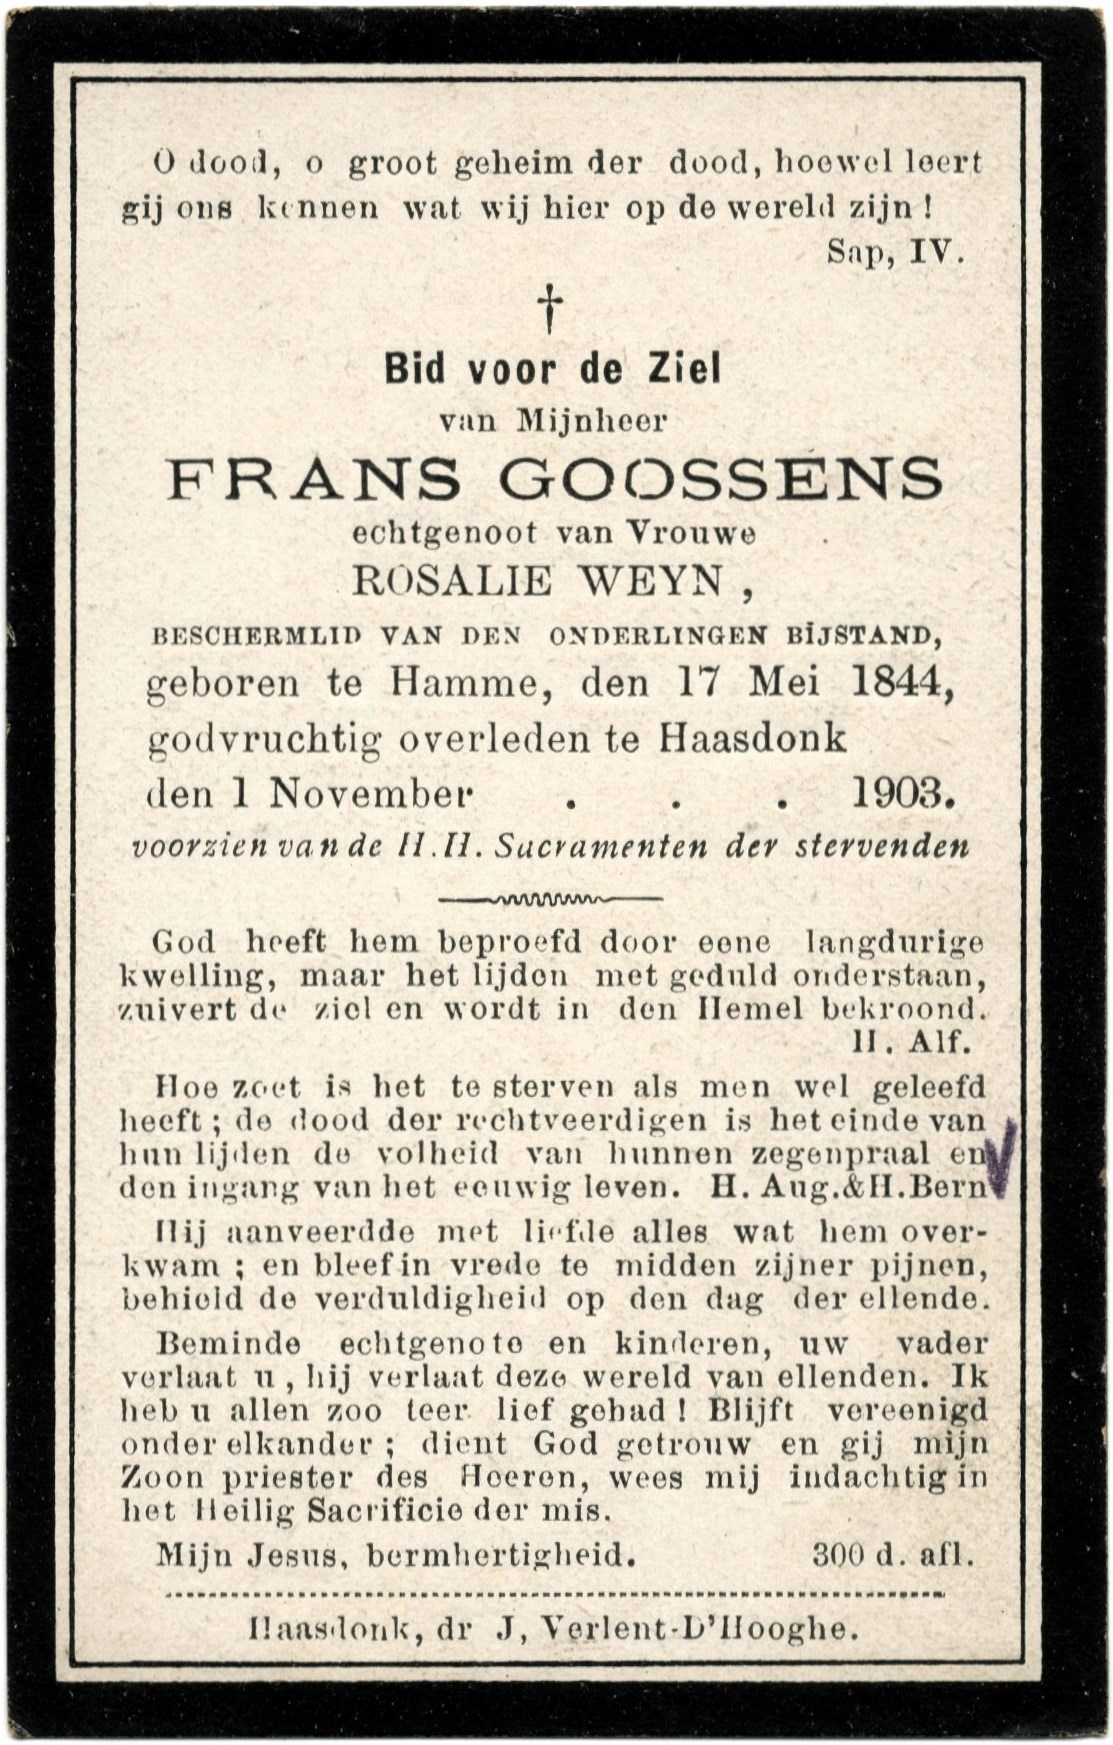 O dood, o groot geheim der dood, hoewel leert
gij ons kennen wat wij hier op de wereld zijn !
Sap, IV.
†
Bid voor de Ziel
van Mijnheer
FRANS GOOSSENS
echtgenoot van Vrouwe
ROSALIE WEYN ,
BESCHERMLID VAN DEN ONDERLINGEN BIJSTAND,
geboren te Hamme, den 17 Mei 1844,
godvruchtig overleden te Haasdonk
den 1 November . . . 1903.
voorzien van de H.H. Sacramenten der stervenden
God heeft hem beproefd door eene langdurige
kwelling, maar het lijden met geduld onderstaan,
zuivert de ziel en wordt in den Hemel bekroond.
H. Alf.
Hoe zoet is het te sterven als men wel geleefd
heeft ; de dood der rechtveerdigen is het einde van
hun lijden de volheid van hunnen zegenpraal en
den ingang van het eeuwig leven. H. Aug.&H.Bern
Hij aanveerdde met liefde alles wat hem over-
kwam ; en bleef in vrede te midden zijner pijnen,
behield de verduldigheid op den dag der ellende.
Beminde echtgenote en kinderen, uw vader
verlaat u , hij verlaat deze wereld van ellenden. Ik
heb u allen zoo teer lief gehad ! Blijft vereenigd
onder elkander ; dient God getrouw en gij mijn
Zoon priester des Heeren, wees mij indachtig in
het Heilig Sacrificie der mis.
Mijn Jesus, bermhertigheid. 300 d. afl.
Haasdonk, dr J, Verlent-D'Hooghe.